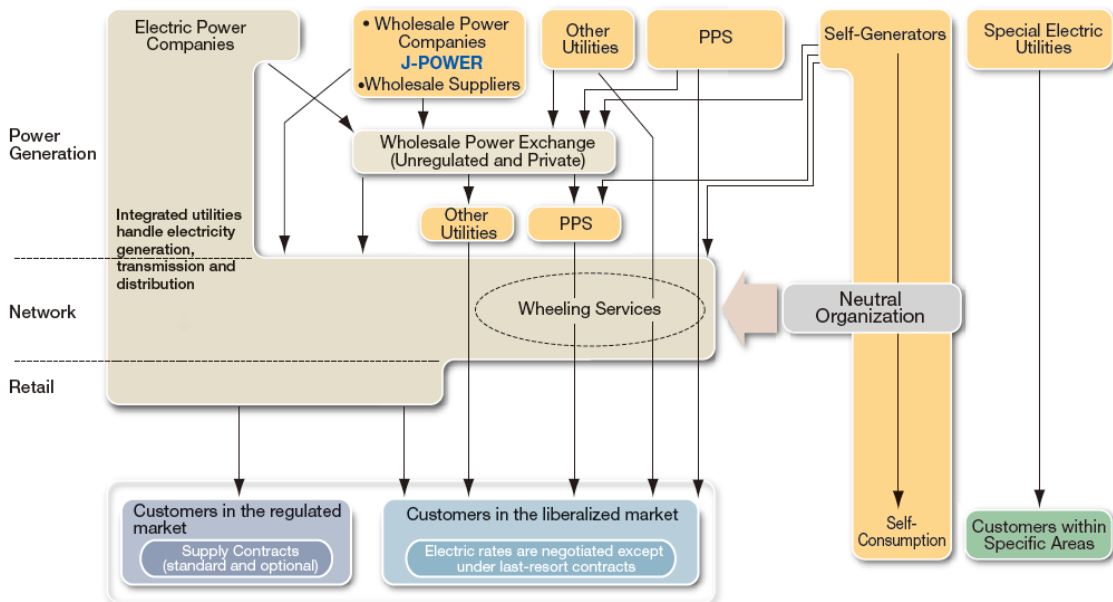 Electric Power
Companies
• Wholesale Power
Companies
J-POWER
•Wholesale Suppliers
Other
Utilities
PPS
Self-Generators
Special Electric
Utilities
Power
Generation
Wholesale Power Exchange
(Unregulated and Private)
Integrated utilities
handle electricity
generation,
transmission and
distribution
Other
Utilities
PPS
Network
Wheeling Services
Neutral
Organization
Retail
Customers in the regulated
market
Supply Contracts
(standard and optional)
Customers in the liberalized market
Electric rates are negotiated except
under last-resort contracts
Self-
Consumption
Customers within
Specific Areas